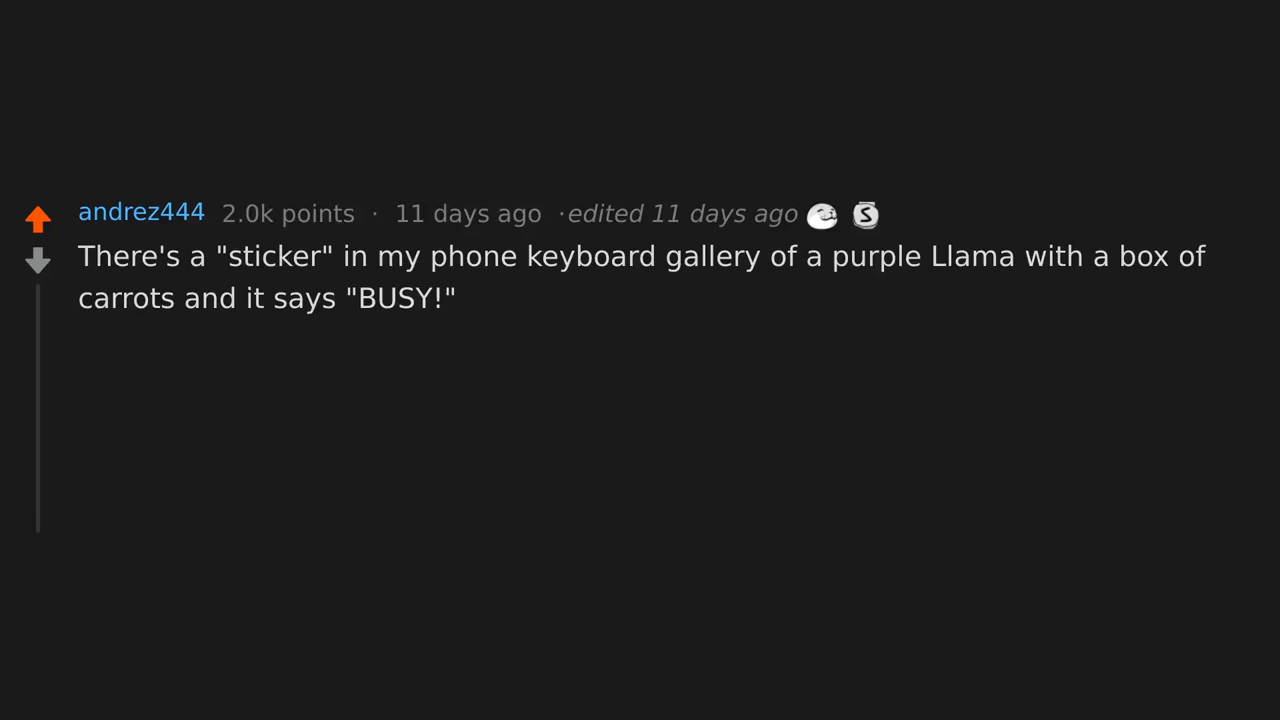 andrez444 2.0k points · 11 days ago ·edited 11 days ago S
There's a "sticker" in my phone keyboard gallery of a purple Llama with a box of
carrots and it says "BUSY!"